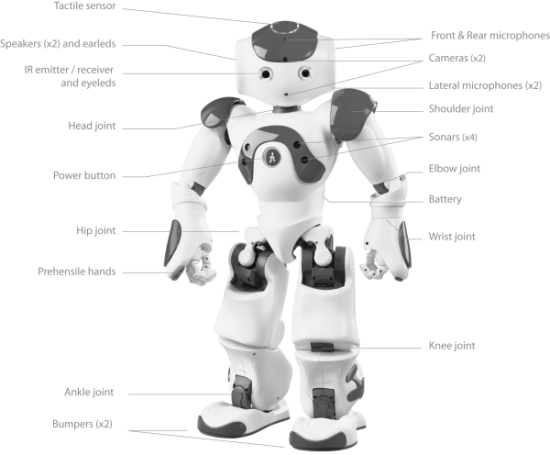 Tactile sensor
Speakers (x2) and earleds
IR emitter / receiver
and eyeleds
Head joint
Power button
Hip joint
Prehensile hands
Ankle joint
Bumpers (x2)
Front & Rear microphones
Cameras (x2)
Lateral microphones (x2)
Shoulder joint
Sonars (x4)
Elbow joint
Battery
Wrist joint
Knee joint